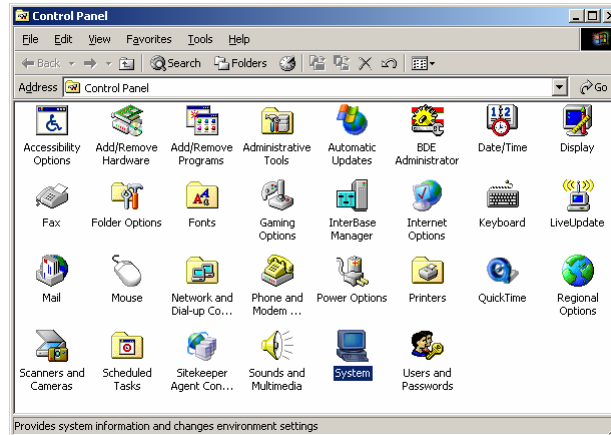 Control Panel
File Edit View Favorites Tools Help
Back Search Folders
Address Control Panel Go
Accessibility Options
Add/Remove Hardware
Add/Remove Programs
Administrative Tools
Automatic Updates
BDE Administrator
Date/Time
Display
Fax
Folder Options
Fonts
Gaming Options
InterBase Manager
Internet Options
Keyboard
LiveUpdate
Mail
Mouse
Network and Dial-up Co...
Phone and Modem ...
Power Options
Printers
QuickTime
Regional Options
Scanners and Cameras
Scheduled Tasks
Sitekeeper Agent Con...
Sounds and Multimedia
System
Users and Passwords
Provides system information and changes environment settings